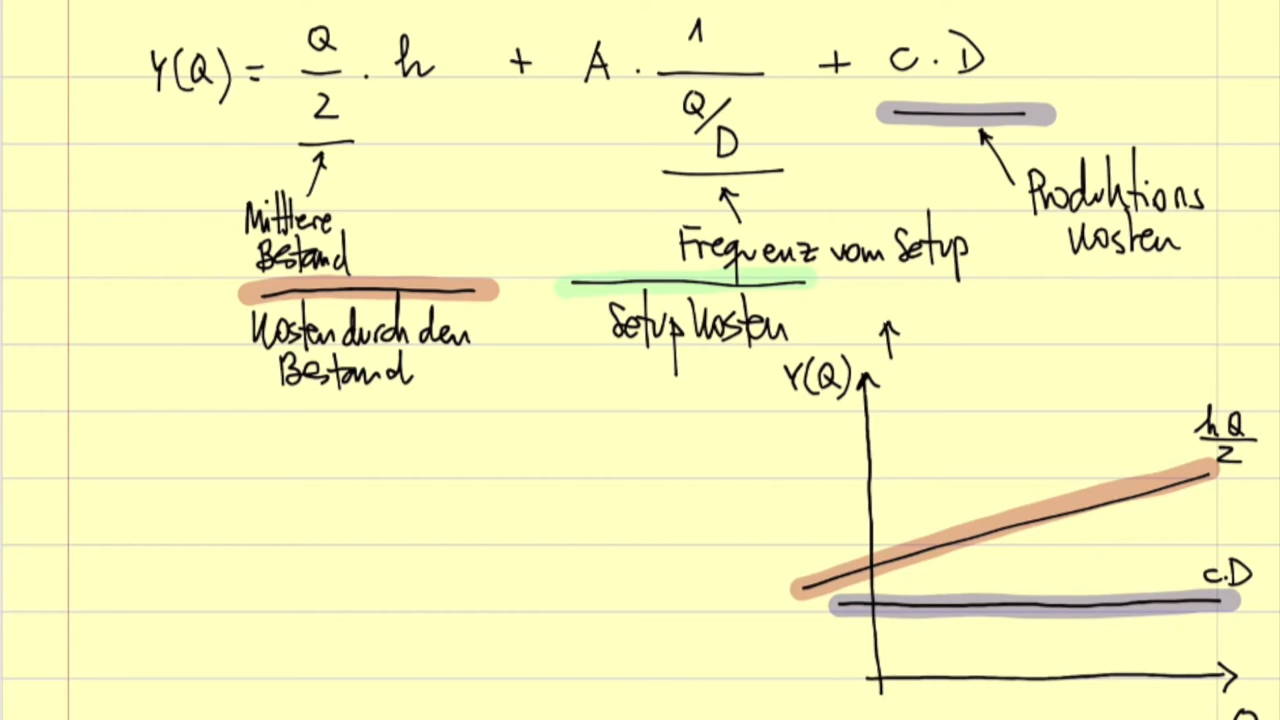 Y(Q) = Q/2 · h + A · 1/(Q/D) + c · D
Mittlere
Bestand
Kosten durch den
Bestand
Frequenz vom Setup
Setup Kosten
Produktions
kosten
Y(Q)
hQ/2
c.D